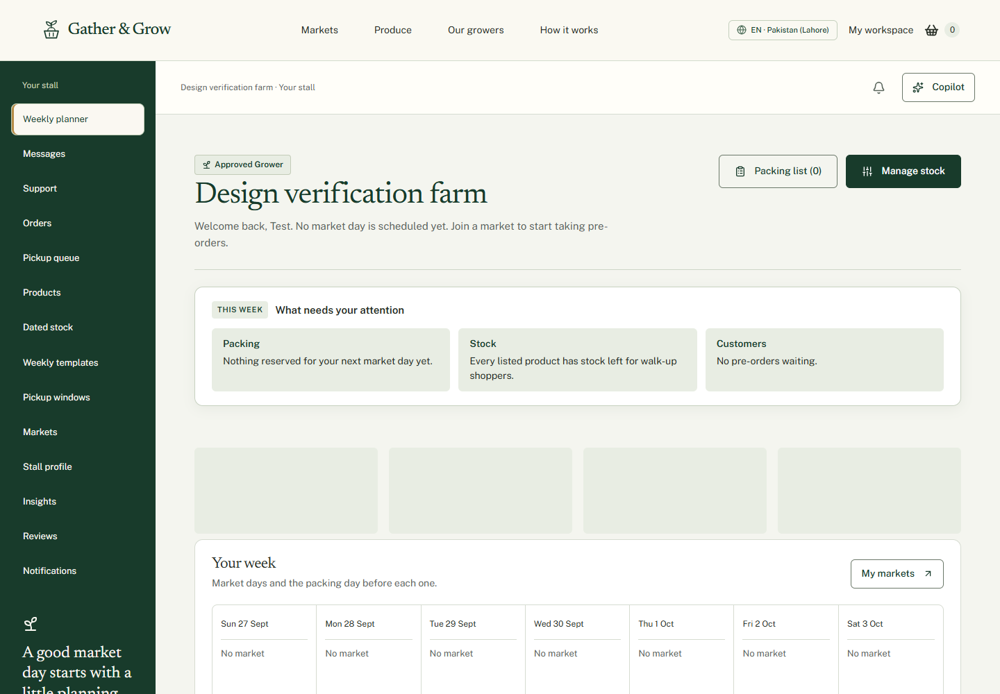 Gather & Grow
Markets
Produce
Our growers
How it works
EN · Pakistan (Lahore)
My workspace
0
Your stall
Weekly planner
Messages
Support
Orders
Pickup queue
Products
Dated stock
Weekly templates
Pickup windows
Markets
Stall profile
Insights
Reviews
Notifications
A good market
day starts with a
little planning
Design verification farm · Your stall
Copilot
Approved Grower
Design verification farm
Welcome back, Test. No market day is scheduled yet. Join a market to start taking pre-
orders.
Packing list (0)
Manage stock
THIS WEEK
What needs your attention
Packing
Nothing reserved for your next market day yet.
Stock
Every listed product has stock left for walk-up
shoppers.
Customers
No pre-orders waiting.
Your week
Market days and the packing day before each one.
My markets
Sun 27 Sept
Mon 28 Sept
Tue 29 Sept
Wed 30 Sept
Thu 1 Oct
Fri 2 Oct
Sat 3 Oct
No market
No market
No market
No market
No market
No market
No market